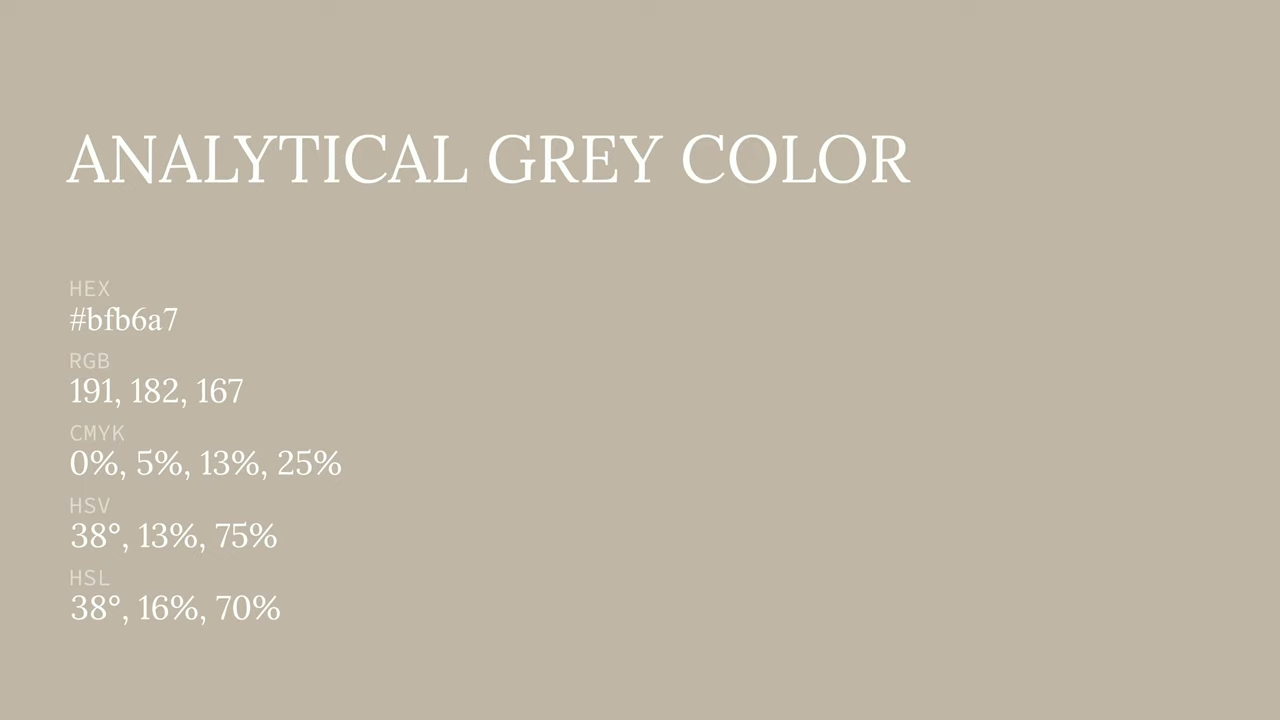 ANALYTICAL GREY COLOR
HEX
#bfb6a7
RGB
191, 182, 167
CMYK
0%, 5%, 13%, 25%
HSV
38°, 13%, 75%
HSL
38°, 16%, 70%